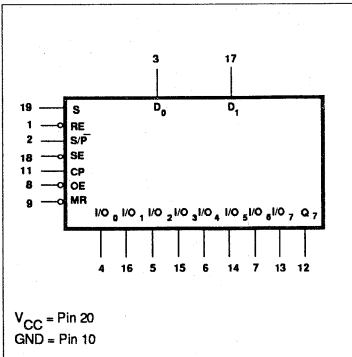 3 17
19 S D0 D1
1 RE
2 S/P̅
18 SE
11 CP
8 OE
9 MR
I/O0 I/O1 I/O2 I/O3 I/O4 I/O5 I/O6 I/O7 Q7
4 16 5 15 6 14 7 13 12
VCC = Pin 20
GND = Pin 10